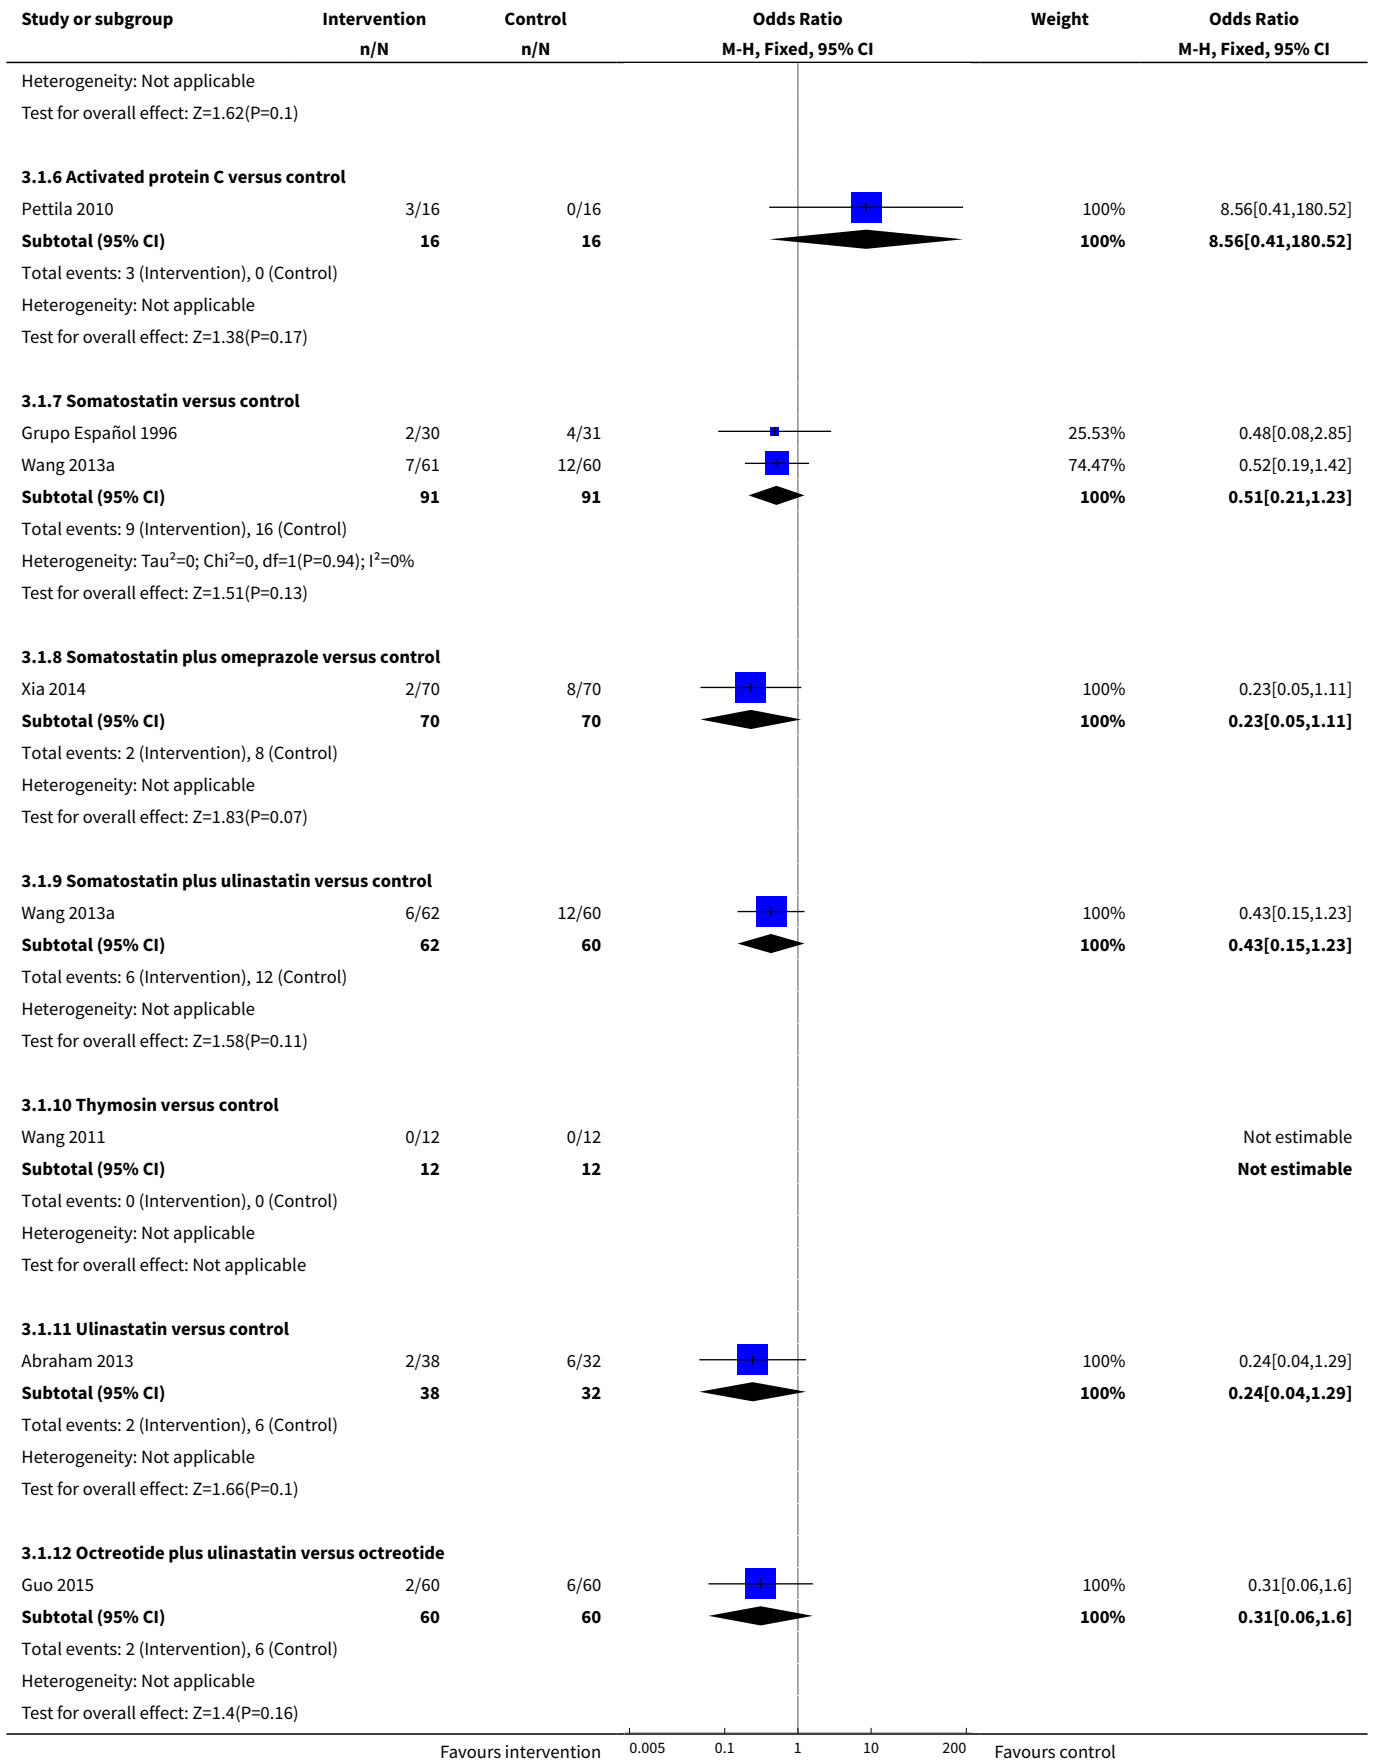 Study or subgroup Intervention Control Odds Ratio Weight Odds Ratio
n/N n/N M-H, Fixed, 95% CI M-H, Fixed, 95% CI
Heterogeneity: Not applicable
Test for overall effect: Z=1.62(P=0.1)
3.1.6 Activated protein C versus control
Pettila 2010 3/16 0/16 100% 8.56[0.41,180.52]
Subtotal (95% CI) 16 16 100% 8.56[0.41,180.52]
Total events: 3 (Intervention), 0 (Control)
Heterogeneity: Not applicable
Test for overall effect: Z=1.38(P=0.17)
3.1.7 Somatostatin versus control
Grupo Español 1996 2/30 4/31 25.53% 0.48[0.08,2.85]
Wang 2013a 7/61 12/60 74.47% 0.52[0.19,1.42]
Subtotal (95% CI) 91 91 100% 0.51[0.21,1.23]
Total events: 9 (Intervention), 16 (Control)
Heterogeneity: Tau²=0; Chi²=0, df=1(P=0.94); I²=0%
Test for overall effect: Z=1.51(P=0.13)
3.1.8 Somatostatin plus omeprazole versus control
Xia 2014 2/70 8/70 100% 0.23[0.05,1.11]
Subtotal (95% CI) 70 70 100% 0.23[0.05,1.11]
Total events: 2 (Intervention), 8 (Control)
Heterogeneity: Not applicable
Test for overall effect: Z=1.83(P=0.07)
3.1.9 Somatostatin plus ulinastatin versus control
Wang 2013a 6/62 12/60 100% 0.43[0.15,1.23]
Subtotal (95% CI) 62 60 100% 0.43[0.15,1.23]
Total events: 6 (Intervention), 12 (Control)
Heterogeneity: Not applicable
Test for overall effect: Z=1.58(P=0.11)
3.1.10 Thymosin versus control
Wang 2011 0/12 0/12 Not estimable
Subtotal (95% CI) 12 12 Not estimable
Total events: 0 (Intervention), 0 (Control)
Heterogeneity: Not applicable
Test for overall effect: Not applicable
3.1.11 Ulinastatin versus control
Abraham 2013 2/38 6/32 100% 0.24[0.04,1.29]
Subtotal (95% CI) 38 32 100% 0.24[0.04,1.29]
Total events: 2 (Intervention), 6 (Control)
Heterogeneity: Not applicable
Test for overall effect: Z=1.66(P=0.1)
3.1.12 Octreotide plus ulinastatin versus octreotide
Guo 2015 2/60 6/60 100% 0.31[0.06,1.6]
Subtotal (95% CI) 60 60 100% 0.31[0.06,1.6]
Total events: 2 (Intervention), 6 (Control)
Heterogeneity: Not applicable
Test for overall effect: Z=1.4(P=0.16)
Favours intervention 0.005 0.1 1 10 200 Favours control